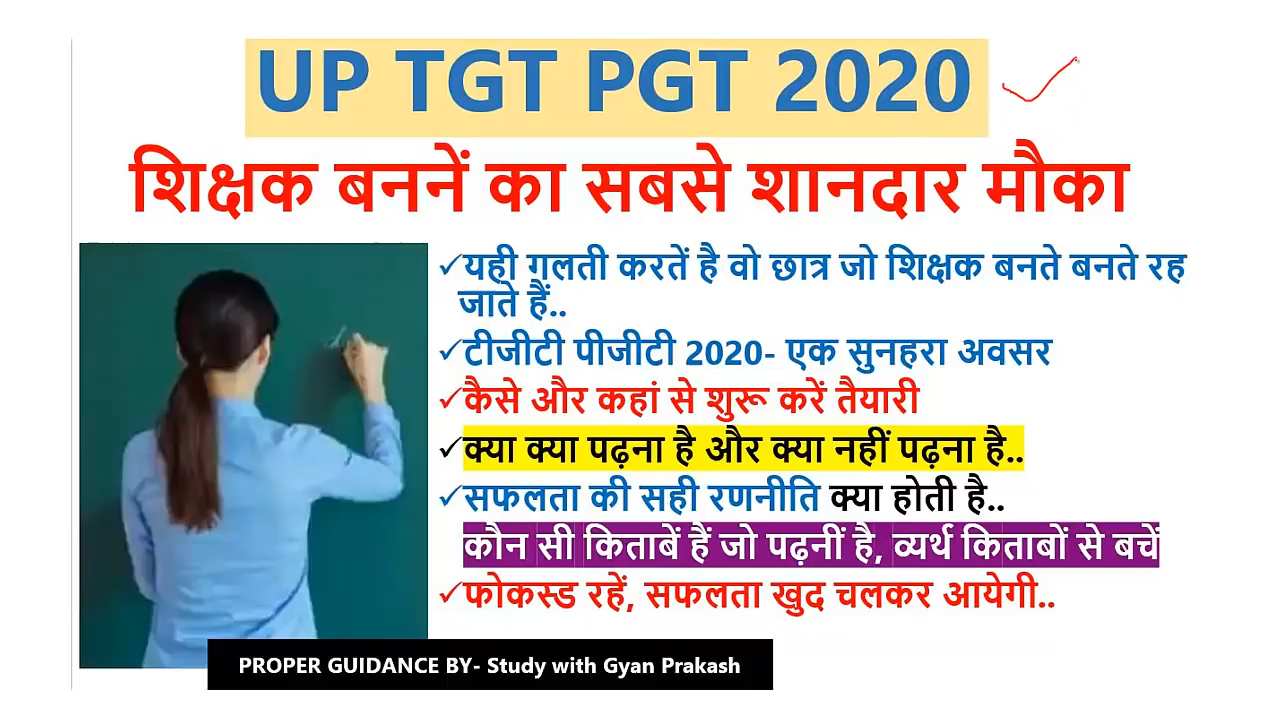 UP TGT PGT 2020
शिक्षक बननें का सबसे शानदार मौका
✓यही गलती करतें है वो छात्र जो शिक्षक बनते बनते रह
जाते हैं..
✓टीजीटी पीजीटी 2020- एक सुनहरा अवसर
✓कैसे और कहां से शुरू करें तैयारी
✓क्या क्या पढ़ना है और क्या नहीं पढ़ना है..
✓सफलता की सही रणनीति क्या होती है..
कौन सी किताबें हैं जो पढ़नीं है, व्यर्थ किताबों से बचें
✓फोकस्ड रहें, सफलता खुद चलकर आयेगी..
PROPER GUIDANCE BY- Study with Gyan Prakash